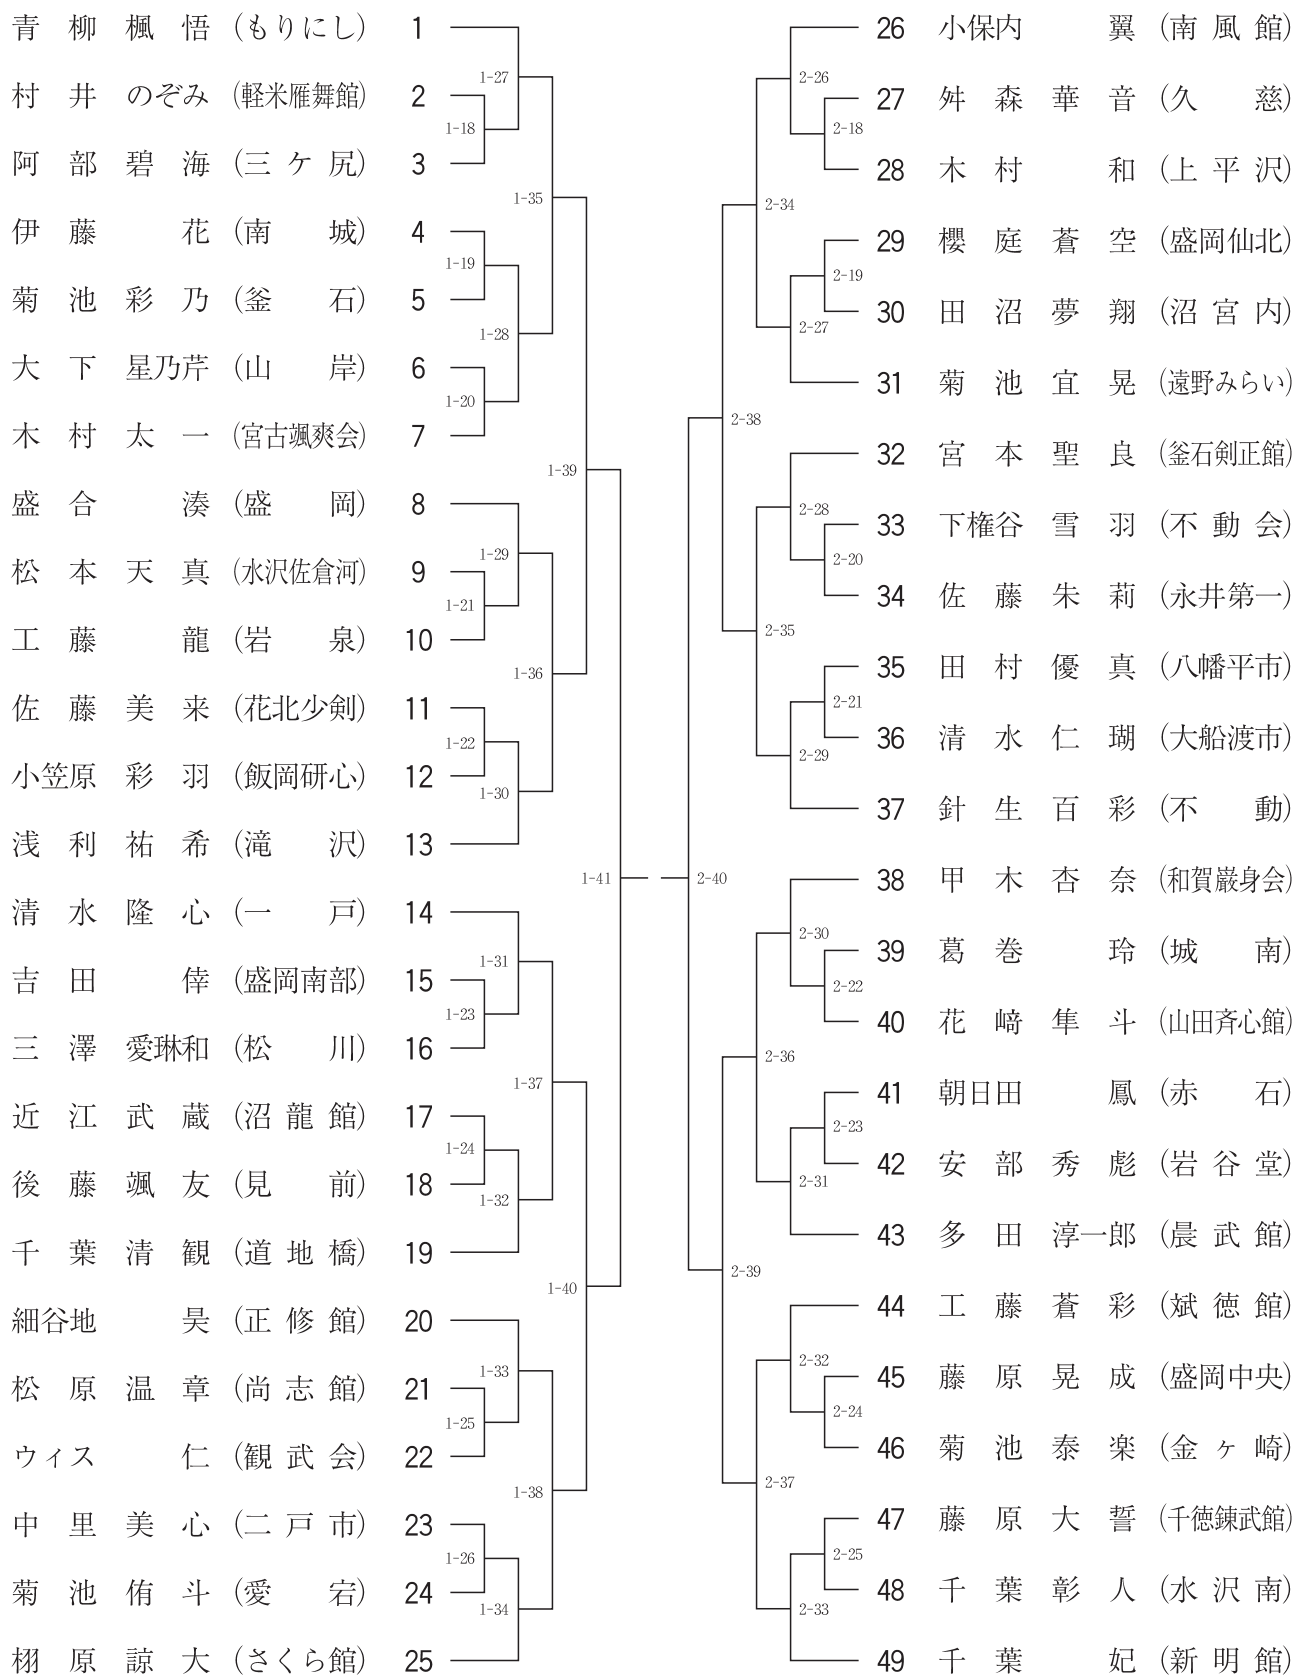 青柳楓悟 (もりにし) 1
村井のぞみ (軽米雁舞館) 2
阿部碧海 (三ケ尻) 3
伊藤花 (南城) 4
菊池彩乃 (釜石) 5
大下星乃芹 (山岸) 6
木村太一 (宮古颯爽会) 7
盛合湊 (盛岡) 8
松本天真 (水沢佐倉河) 9
工藤龍 (岩泉) 10
佐藤美来 (花北少剣) 11
小笠原彩羽 (飯岡研心) 12
浅利祐希 (滝沢) 13
清水隆心 (一戸) 14
吉田倖 (盛岡南部) 15
三澤愛琳和 (松川) 16
近江武蔵 (沼龍館) 17
後藤颯友 (見前) 18
千葉清観 (道地橋) 19
細谷地昊 (正修館) 20
松原温章 (尚志館) 21
ウィス仁 (観武会) 22
中里美心 (二戸市) 23
菊池侑斗 (愛宕) 24
栩原諒大 (さくら館) 25
1-27
1-18
1-35
1-19
1-28
1-20
1-39
1-29
1-21
1-36
1-22
1-30
1-41
1-31
1-23
1-37
1-24
1-32
1-40
1-33
1-25
1-38
1-26
1-34
26 小保内翼 (南風館)
27 舛森華音 (久慈)
28 木村和 (上平沢)
29 櫻庭蒼空 (盛岡仙北)
30 田沼夢翔 (沼宮内)
31 菊池宜晃 (遠野みらい)
32 宮本聖良 (釜石剣正館)
33 下権谷雪羽 (不動会)
34 佐藤朱莉 (永井第一)
35 田村優真 (八幡平市)
36 清水仁瑚 (大船渡市)
37 針生百彩 (不動)
38 甲木杏奈 (和賀巌身会)
39 葛巻玲 (城南)
40 花﨑隼斗 (山田斉心館)
41 朝日田鳳 (赤石)
42 安部秀彪 (岩谷堂)
43 多田淳一郎 (晨武館)
44 工藤蒼彩 (斌徳館)
45 藤原晃成 (盛岡中央)
46 菊池泰楽 (金ヶ崎)
47 藤原大誓 (千徳錬武館)
48 千葉彰人 (水沢南)
49 千葉妃 (新明館)
2-26
2-18
2-34
2-19
2-27
2-38
2-28
2-20
2-35
2-21
2-29
2-40
2-30
2-22
2-36
2-23
2-31
2-39
2-32
2-24
2-37
2-25
2-33